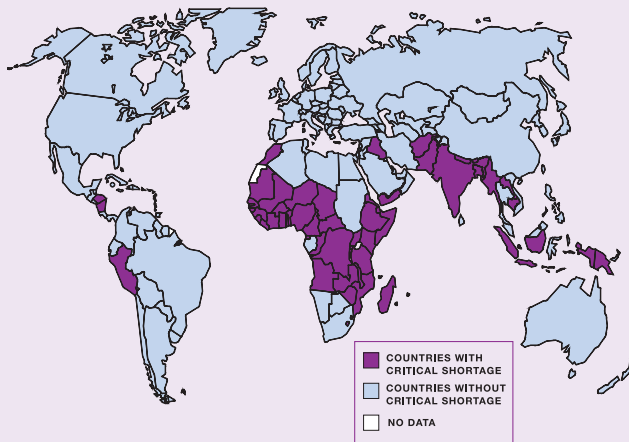 COUNTRIES WITH
CRITICAL SHORTAGE
COUNTRIES WITHOUT
CRITICAL SHORTAGE
NO DATA